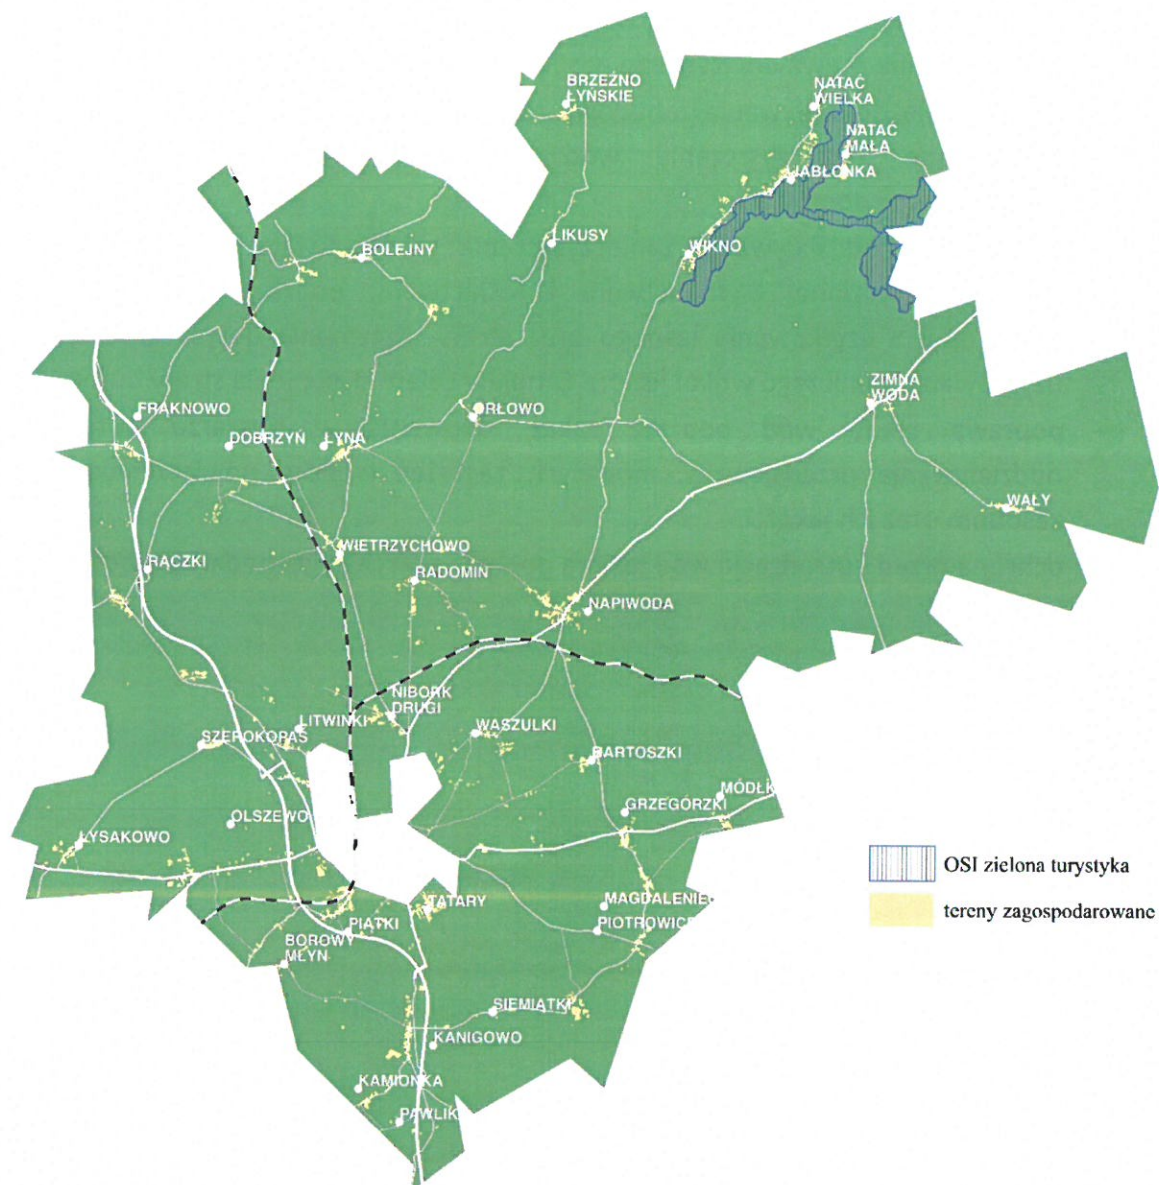 BRZEŹNO
ŁYŃSKIE
NATAĆ
WIELKA
NATAĆ
MAŁA
JABŁONKA
LIKUSY
BOLEJNY
WIKNO
ZIMNA
WODA
FRĄKNOWO
ORŁOWO
DOBRZYŃ
ŁYNA
WAŁY
WIETRZYCHOWO
RĄCZKI
RADOMIN
NAPIWODA
NIBORK
DRUGI
LITWINKI
WASZULKI
SZEROKOPAS
BARTOSZKI
MÓDŁK
GRZEGÓRZKI
OLSZEWO
ŁYSAKOWO
OSI zielona turystyka
TATARY
MAGDALENIEC
tereny zagospodarowane
PIĄTKI
PIOTROWICE
BOROWY
MŁYN
SIEMIĄTKI
KANIGOWO
KAMIONKA
PAWLIK